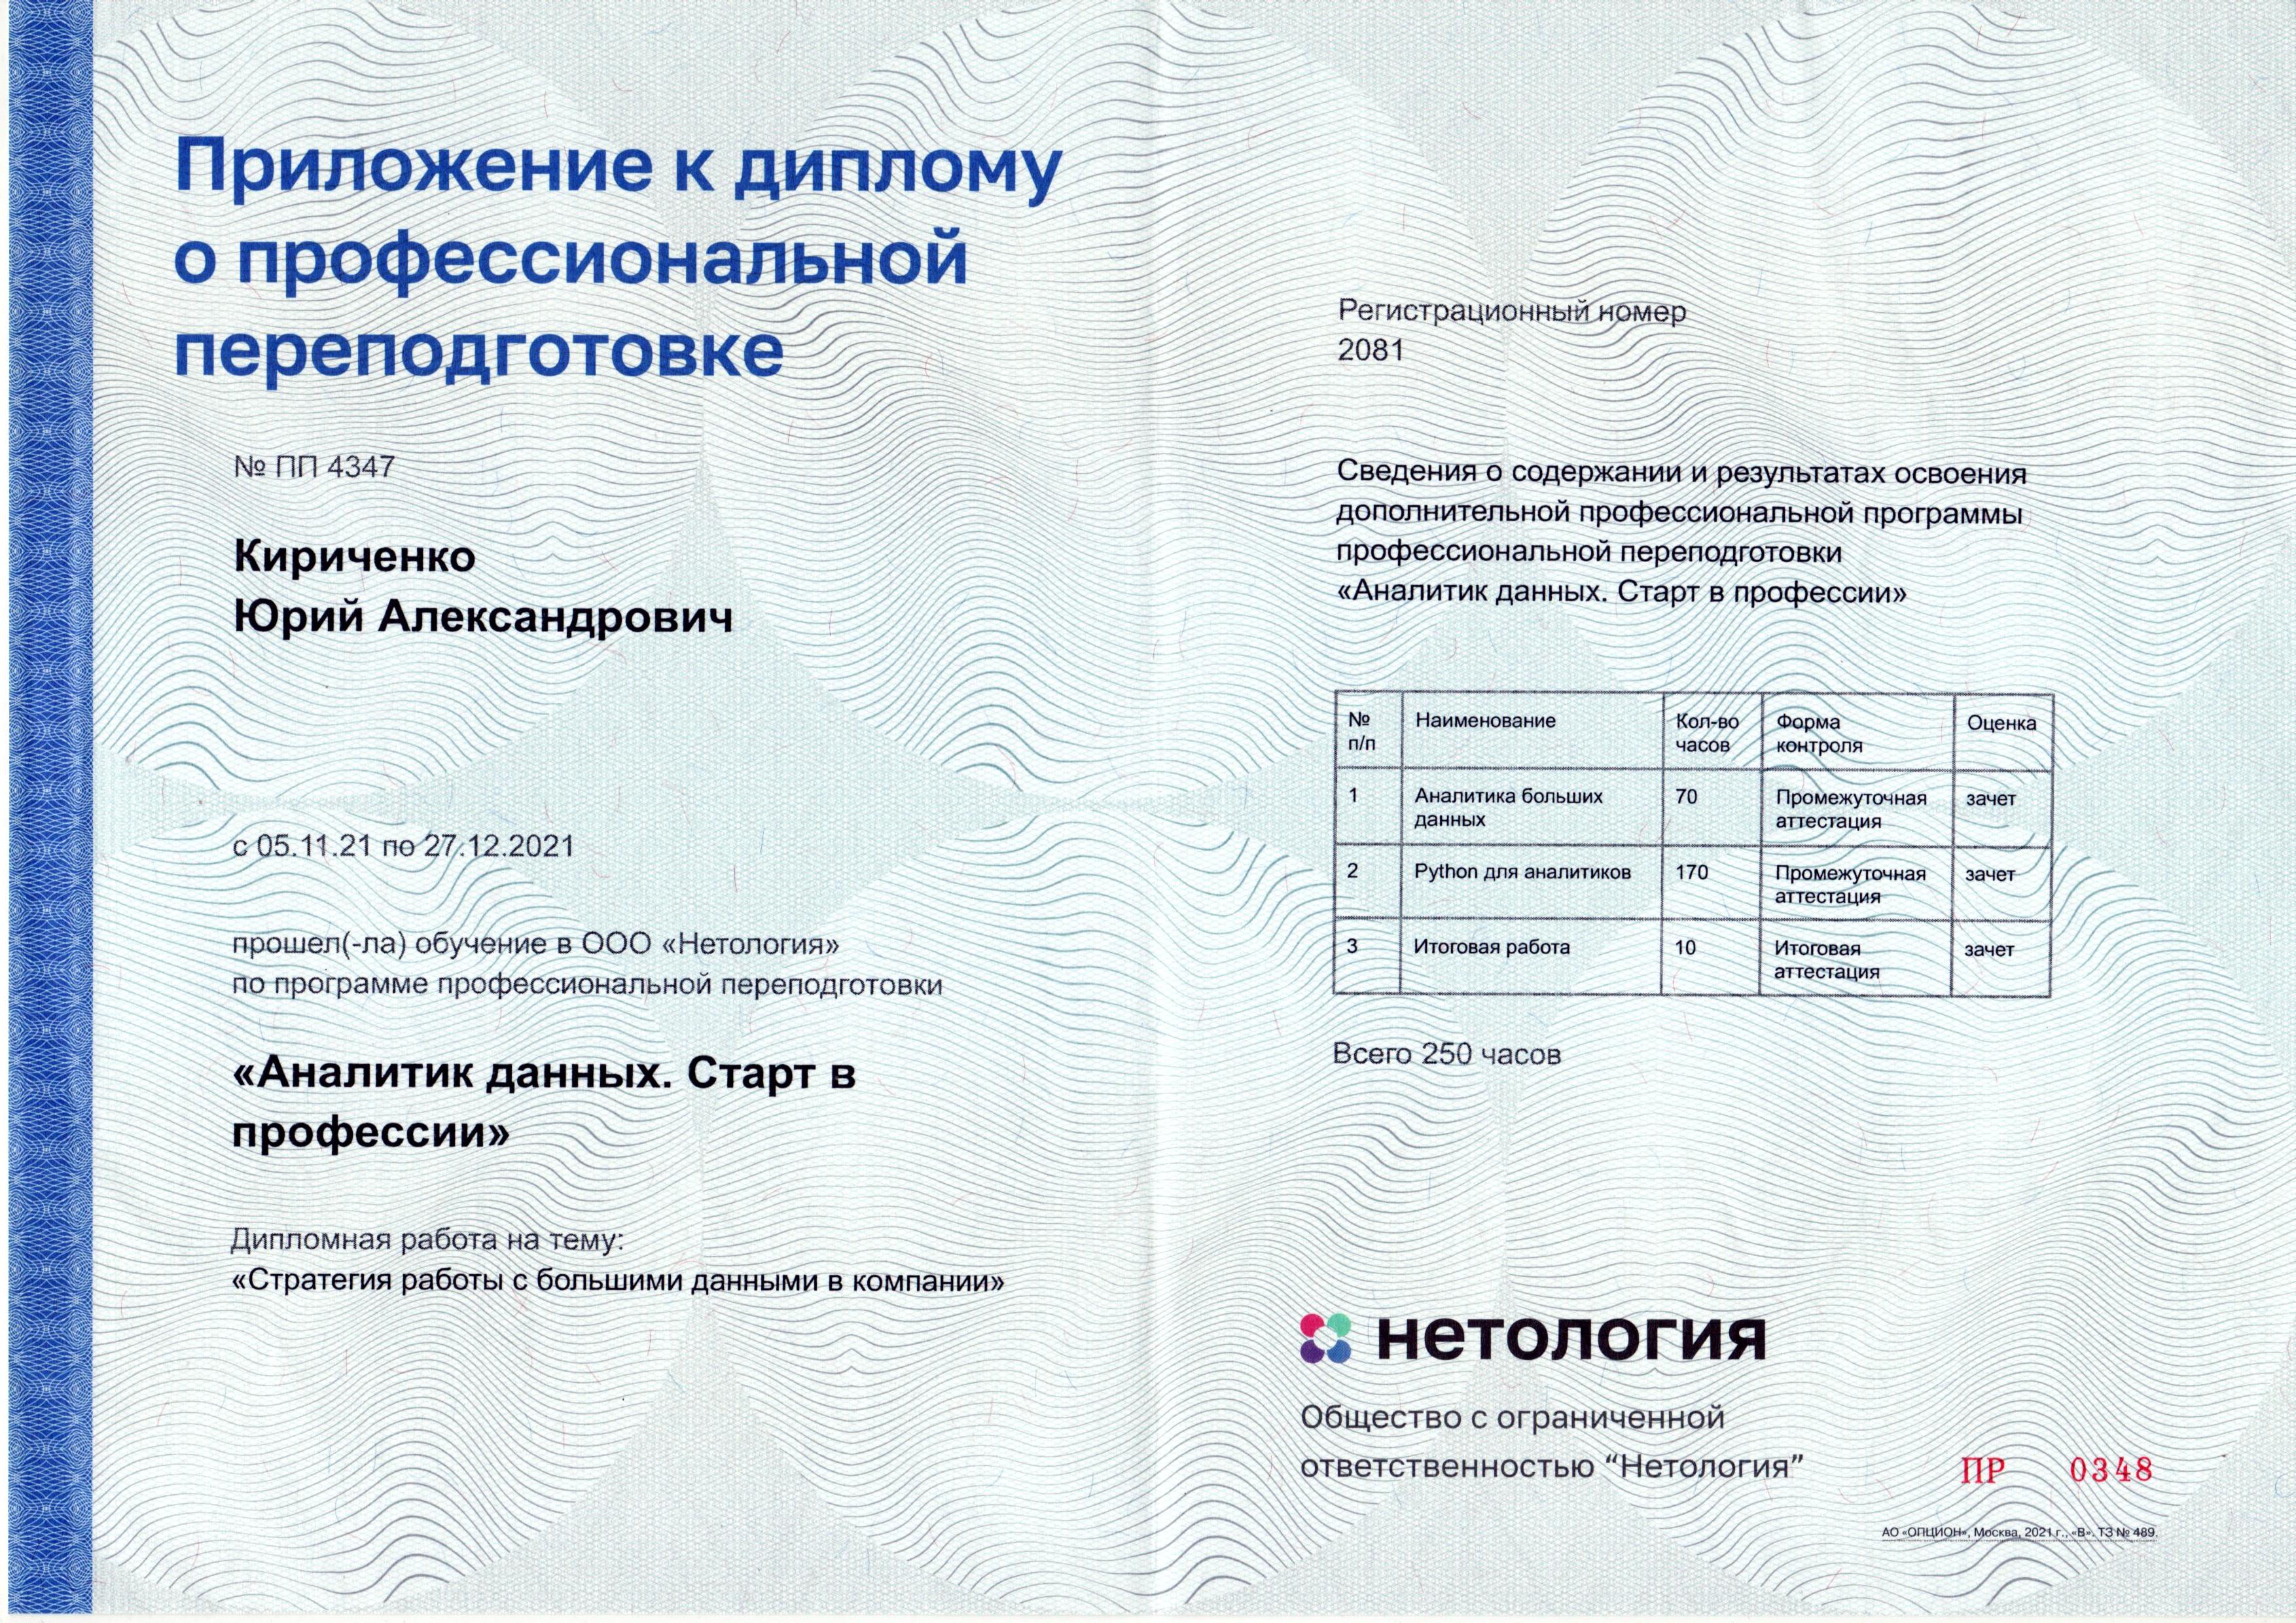 Приложение к диплому
о профессиональной
переподготовке
№ ПП 4347
Кириченко
Юрий Александрович
с 05.11.21 по 27.12.2021
прошел(-ла) обучение в ООО «Нетология»
по программе профессиональной переподготовки
«Аналитик данных. Старт в
профессии»
Дипломная работа на тему:
«Стратегия работы с большими данными в компании»
Регистрационный номер
2081
Сведения о содержании и результатах освоения
дополнительной профессиональной программы
профессиональной переподготовки
«Аналитик данных. Старт в профессии»
№ п/п Наименование Кол-во часов Форма контроля Оценка
1 Аналитика больших данных 70 Промежуточная аттестация зачет
2 Python для аналитиков 170 Промежуточная аттестация зачет
3 Итоговая работа 10 Итоговая аттестация зачет
Всего 250 часов
нетология
Общество с ограниченной
ответственностью “Нетология”
ПР 0348
АО «ОПЦИОН», Москва, 2021 г., «В». ТЗ № 489.